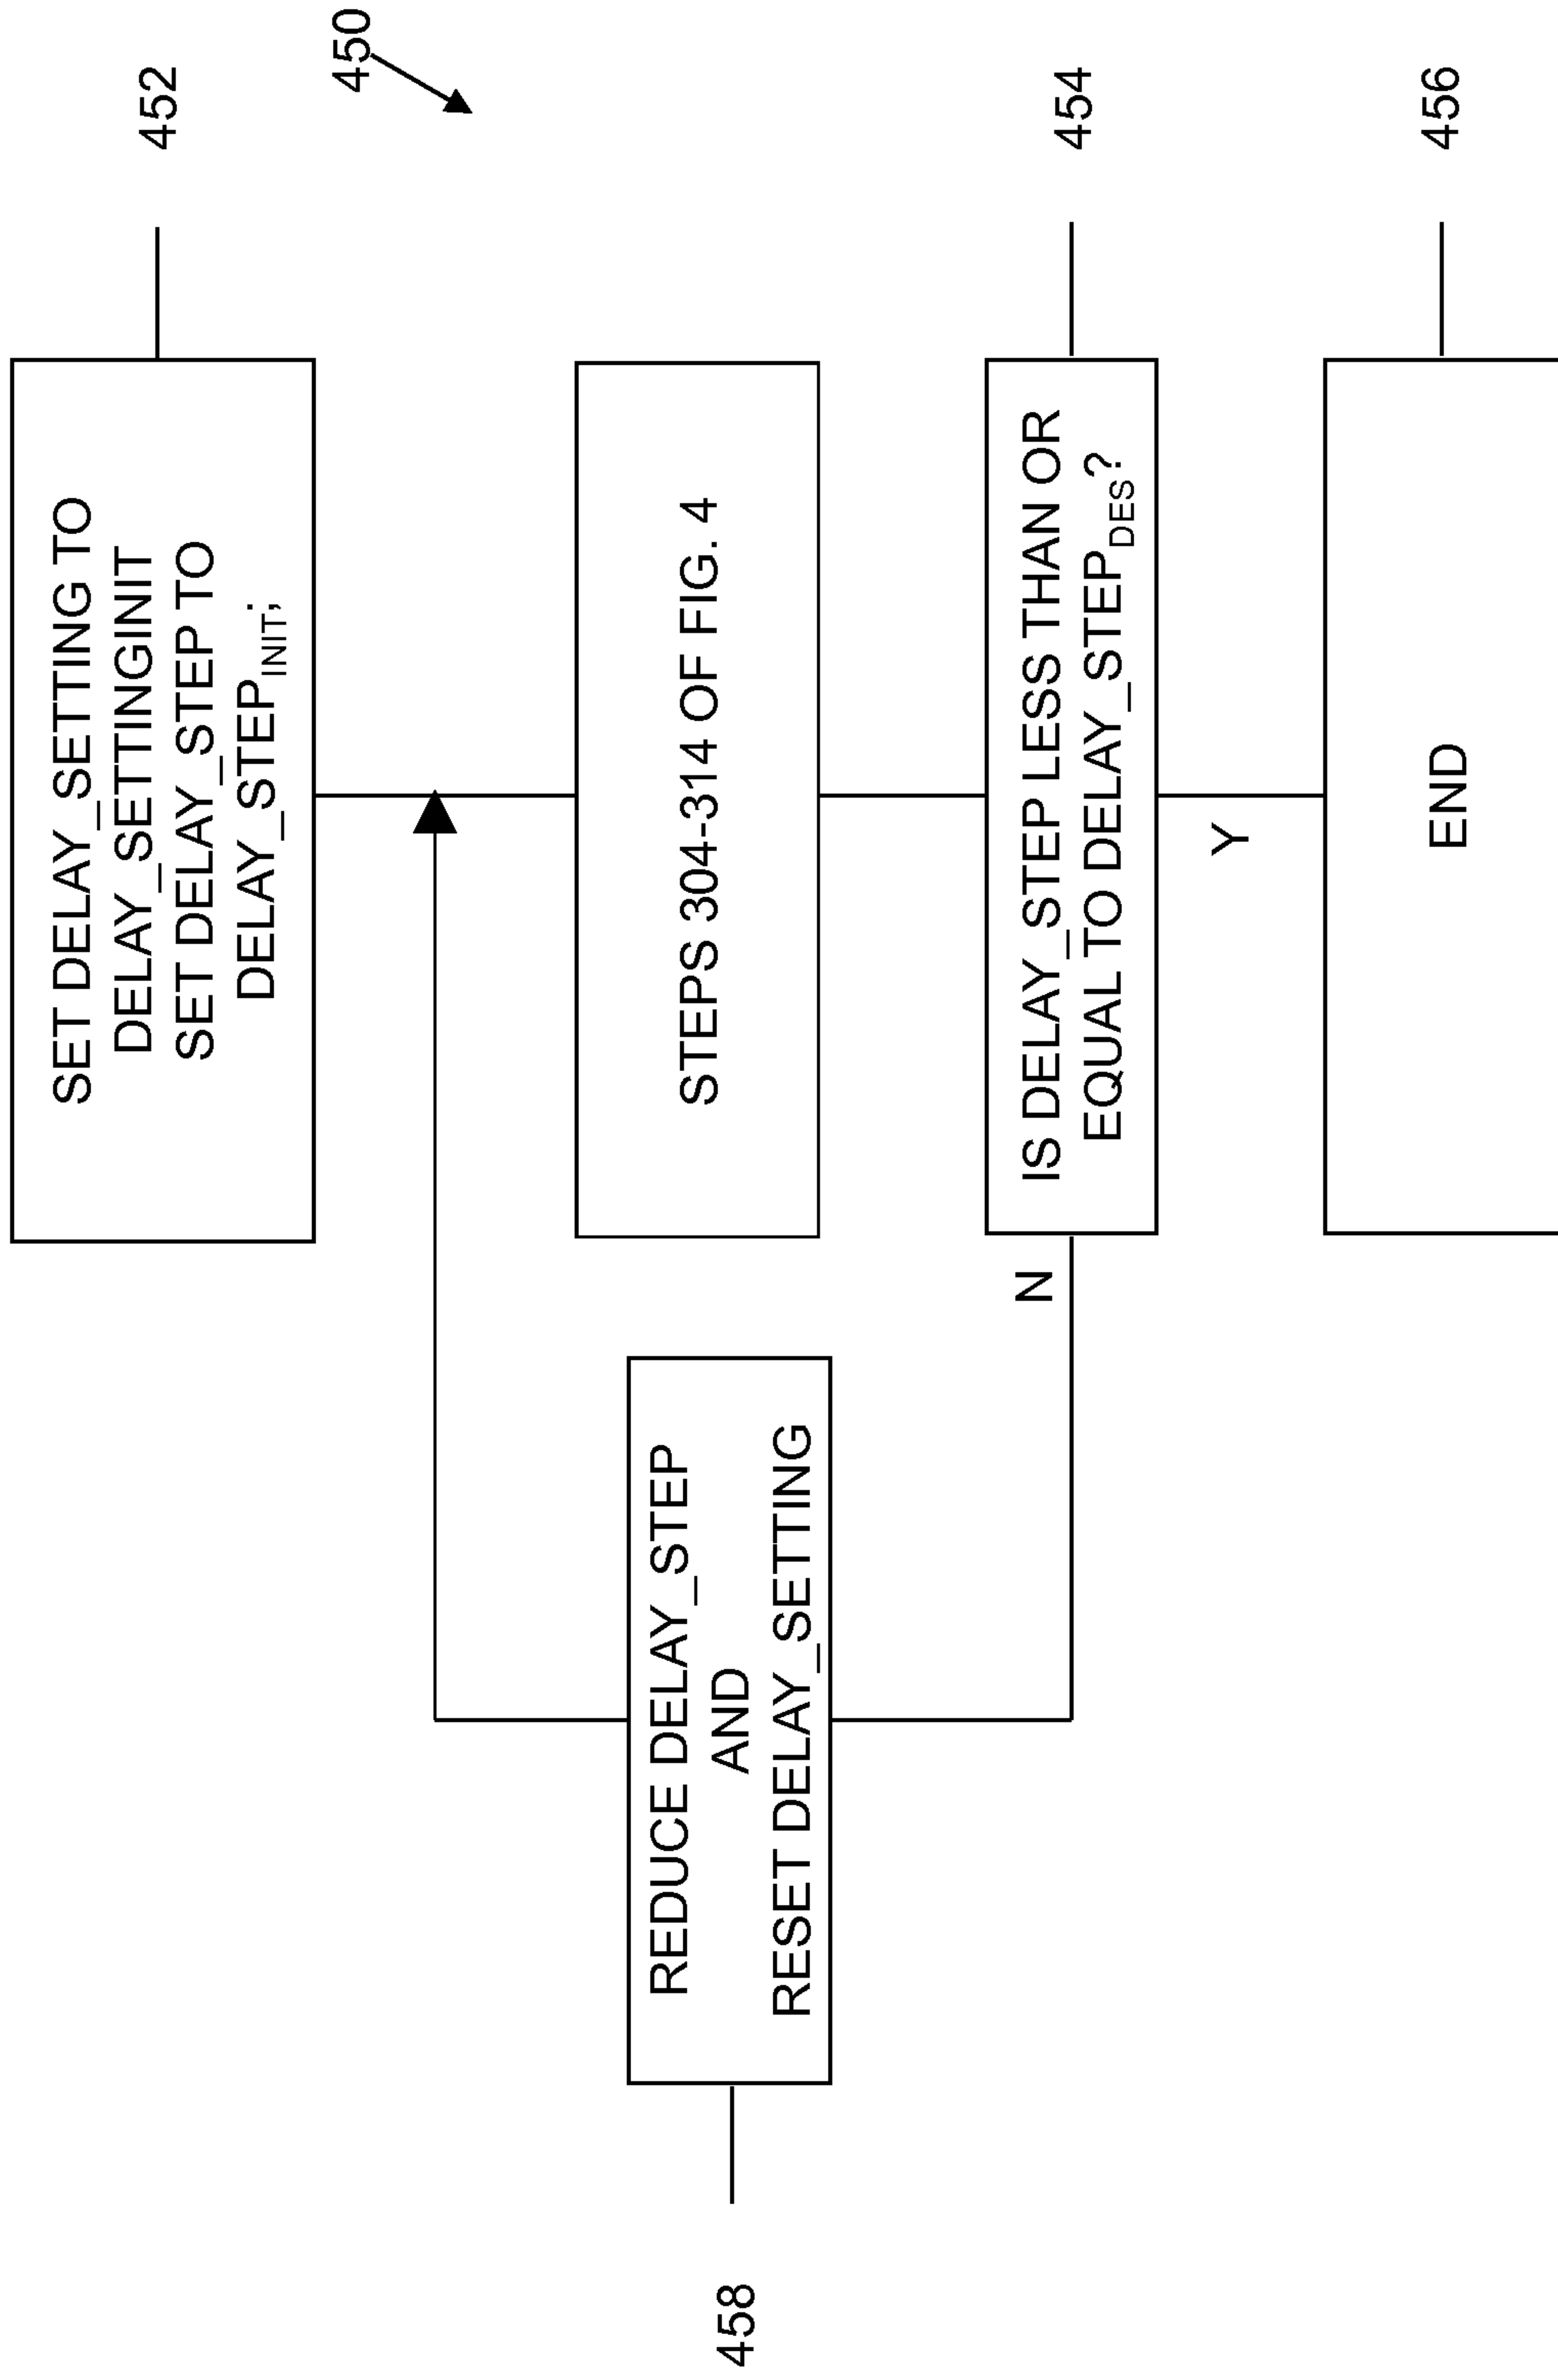 450
SET DELAY_SETTING TO
DELAY_SETTINGINIT
SET DELAY_STEP TO
DELAY_STEPINIT;
452
STEPS 304-314 OF FIG. 4
458
REDUCE DELAY_STEP
AND
RESET DELAY_SETTING
N
IS DELAY_STEP LESS THAN OR
EQUAL TO DELAY_STEPDES?
454
Y
END
456